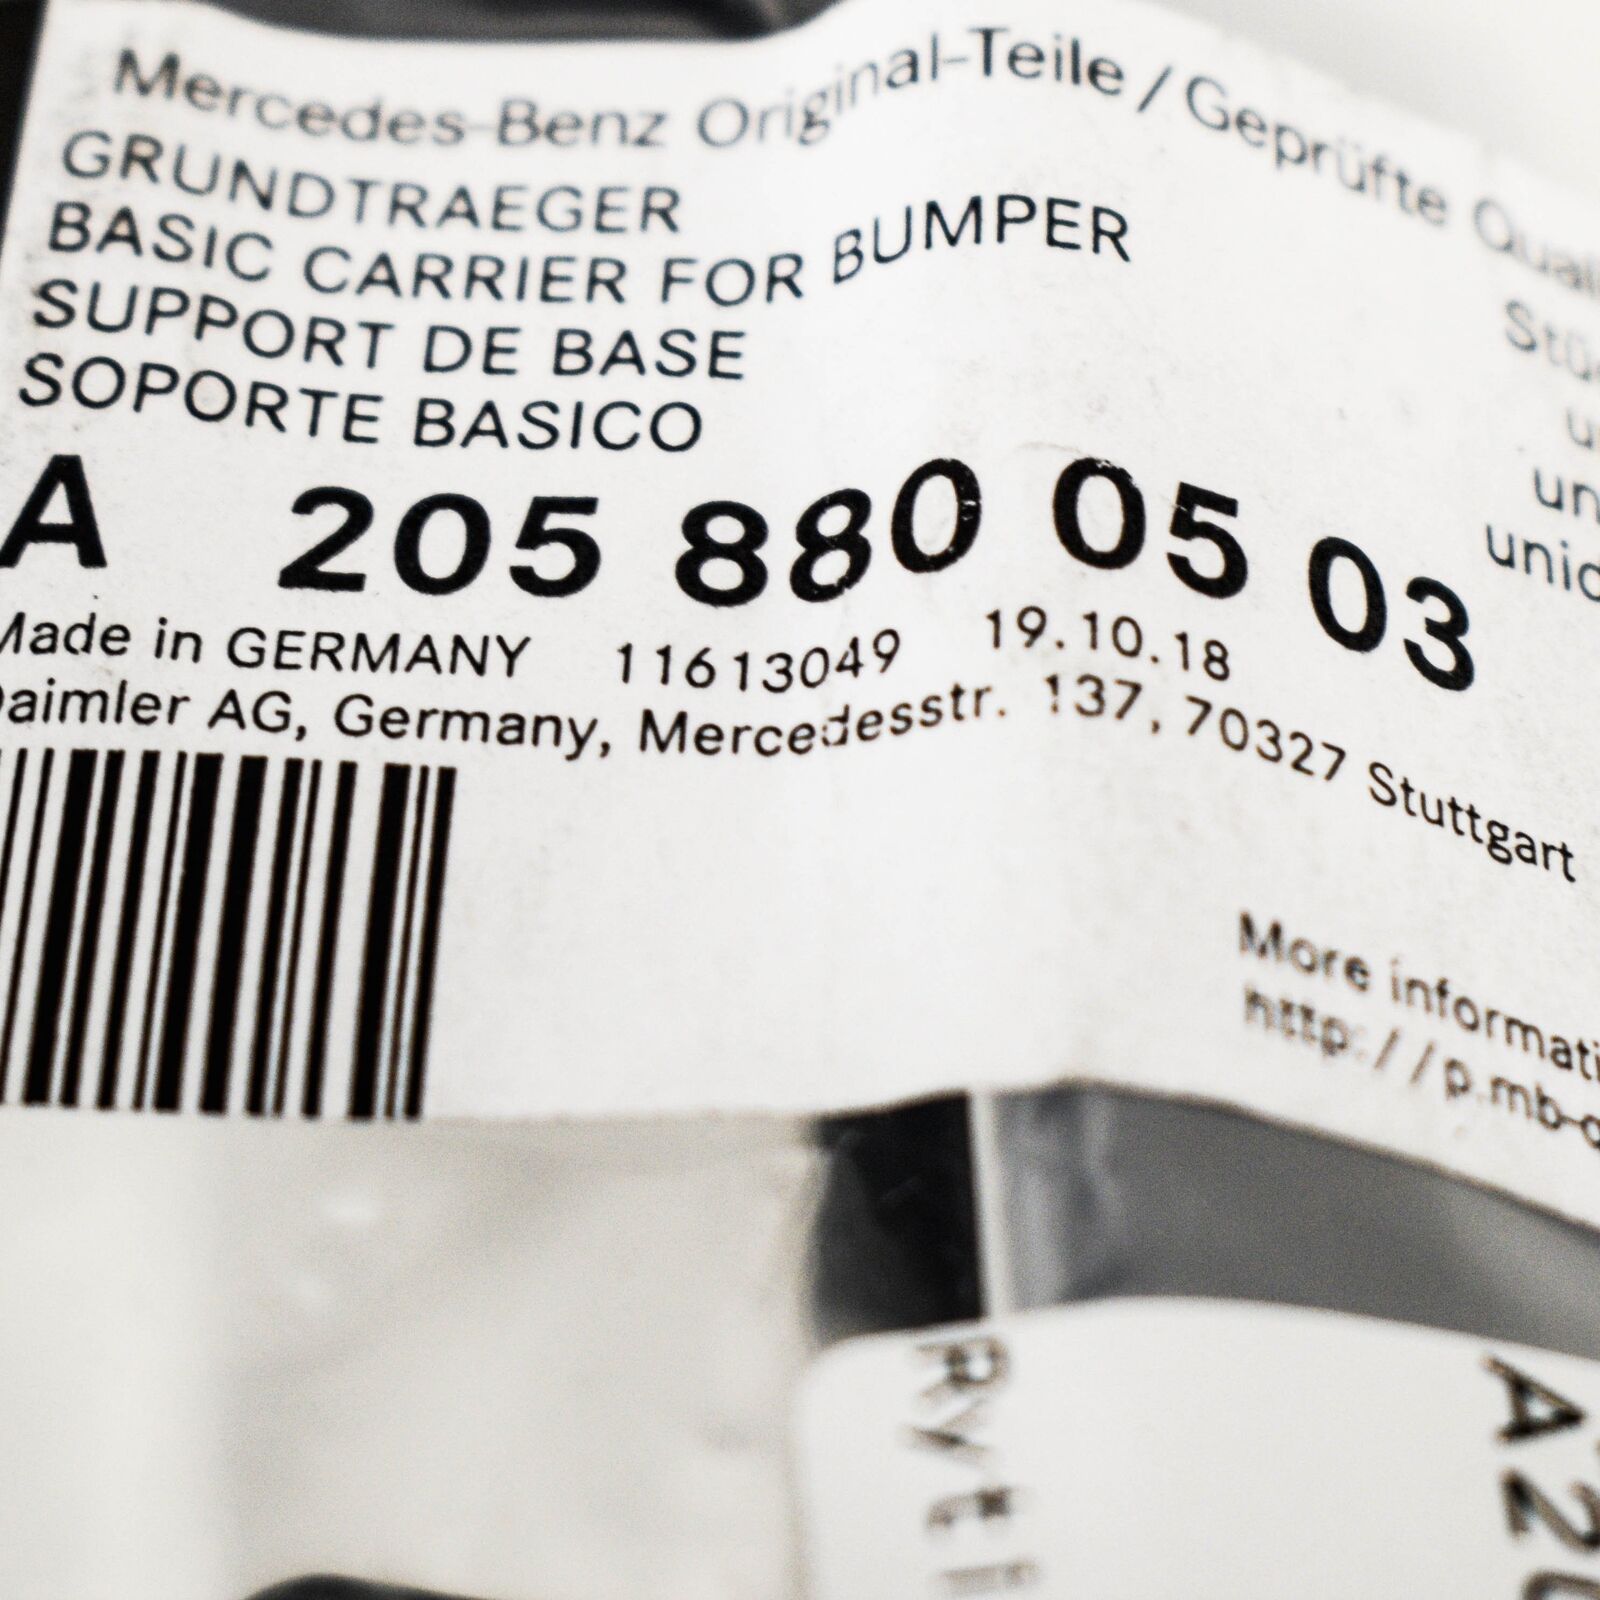 Mercedes-Benz Original-Teile / Geprüfte
GRUNDTRAEGER
BASIC CARRIER FOR BUMPER
SUPPORT DE BASE
SOPORTE BASICO
A 205 880 05 03
Made in GERMANY 11613049 19.10.18
Daimler AG, Germany, Mercedesstr. 137, 70327 Stuttgart
More
http://p.mb-